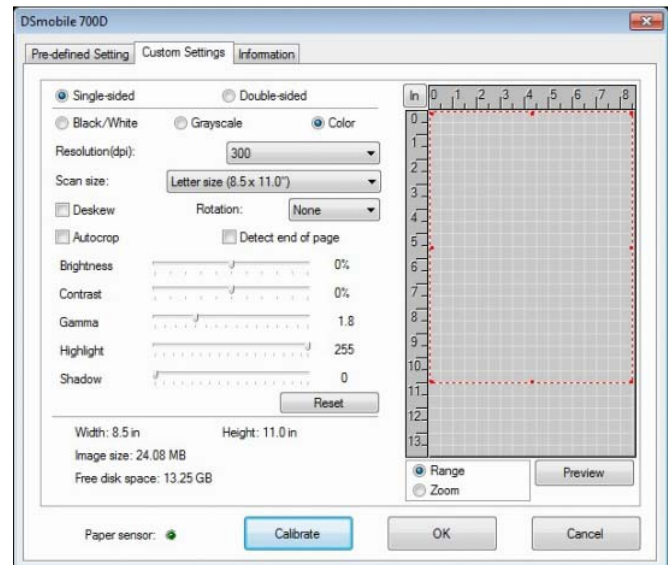 DSmobile 700D
Pre-defined Setting Custom Settings Information
Single-sided Double-sided
Black/White Grayscale Color
Resolution(dpi): 300
Scan size: Letter size (8.5 x 11.0")
Deskew Rotation: None
Autocrop Detect end of page
Brightness 0%
Contrast 0%
Gamma 1.8
Highlight 255
Shadow 0
Reset
Width: 8.5 in Height: 11.0 in
Image size: 24.08 MB
Free disk space: 13.25 GB
In 0 1 2 3 4 5 6 7 8
0
1
2
3
4
5
6
7
8
9
10
11
12
13
Range
Zoom
Preview
Paper sensor: Calibrate OK Cancel